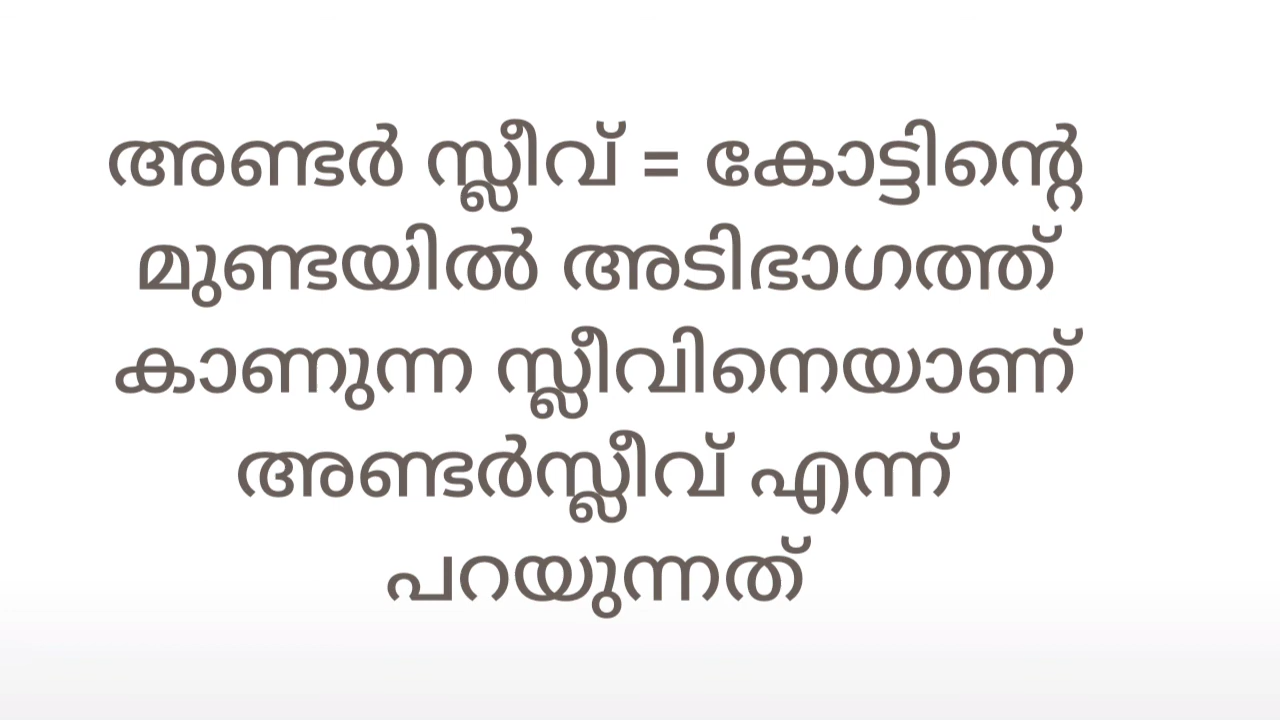 അണ്ടർ സ്ലീവ് = കോട്ടിന്റെ
മുണ്ടയിൽ അടിഭാഗത്ത്
കാണുന്ന സ്ലീവിനെയാണ്
അണ്ടർസ്ലീവ് എന്ന്
പറയുന്നത്